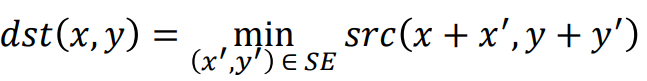 dst(x, y) = min src(x + x′, y + y′)
(x′,y′) ∈ SE